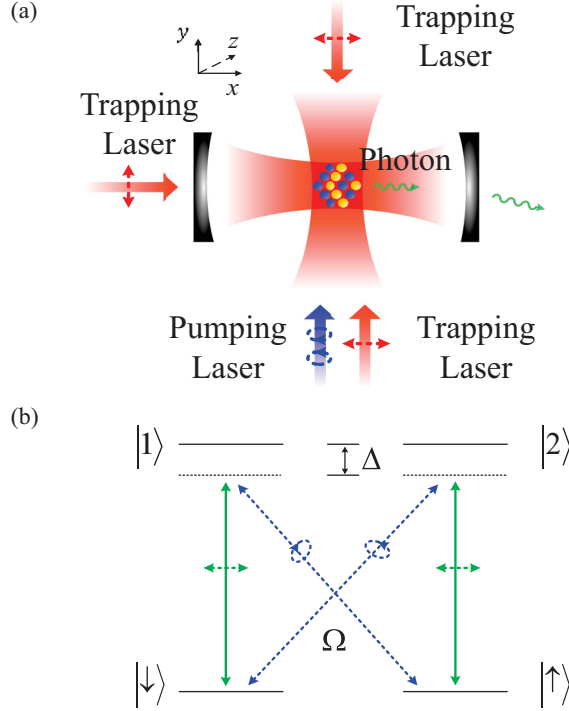 (a)
y
z
x
Trapping
Laser
Trapping
Laser
Photon
Pumping
Laser
Trapping
Laser
(b)
|1⟩
Δ
|2⟩
Ω
|↓⟩
|↑⟩